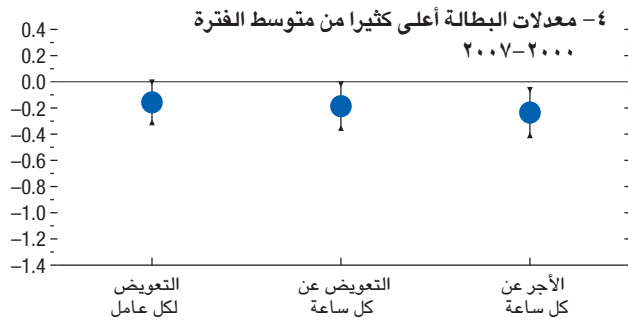 ٤- معدلات البطالة أعلى كثيرا من متوسط الفترة
٢٠٠٠-٢٠٠٧
0.4
0.2
0.0
–0.2
–0.4
–0.6
–0.8
–1.0
–1.2
–1.4
التعويض
لكل عامل
التعويض عن
كل ساعة
الأجر عن
كل ساعة